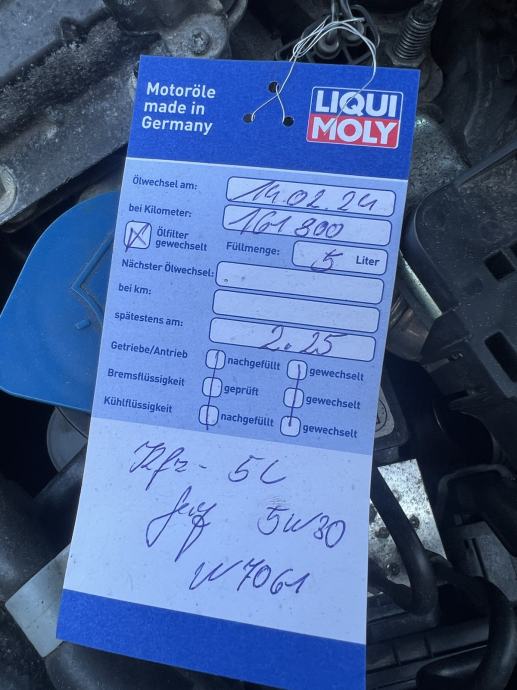 Motoröle
made in
Germany
LIQUI
MOLY
Ölwechsel am: 19.02.24
bei Kilometer: 161 800
Ölfilter
gewechselt
Füllmenge: 5 Liter
Nächster Ölwechsel:
bei km:
spätestens am: 2.25
Getriebe/Antrieb nachgefüllt gewechselt
Bremsflüssigkeit geprüft gewechselt
Kühlflüssigkeit nachgefüllt gewechselt
Kfz- 5L
5W30
W7061